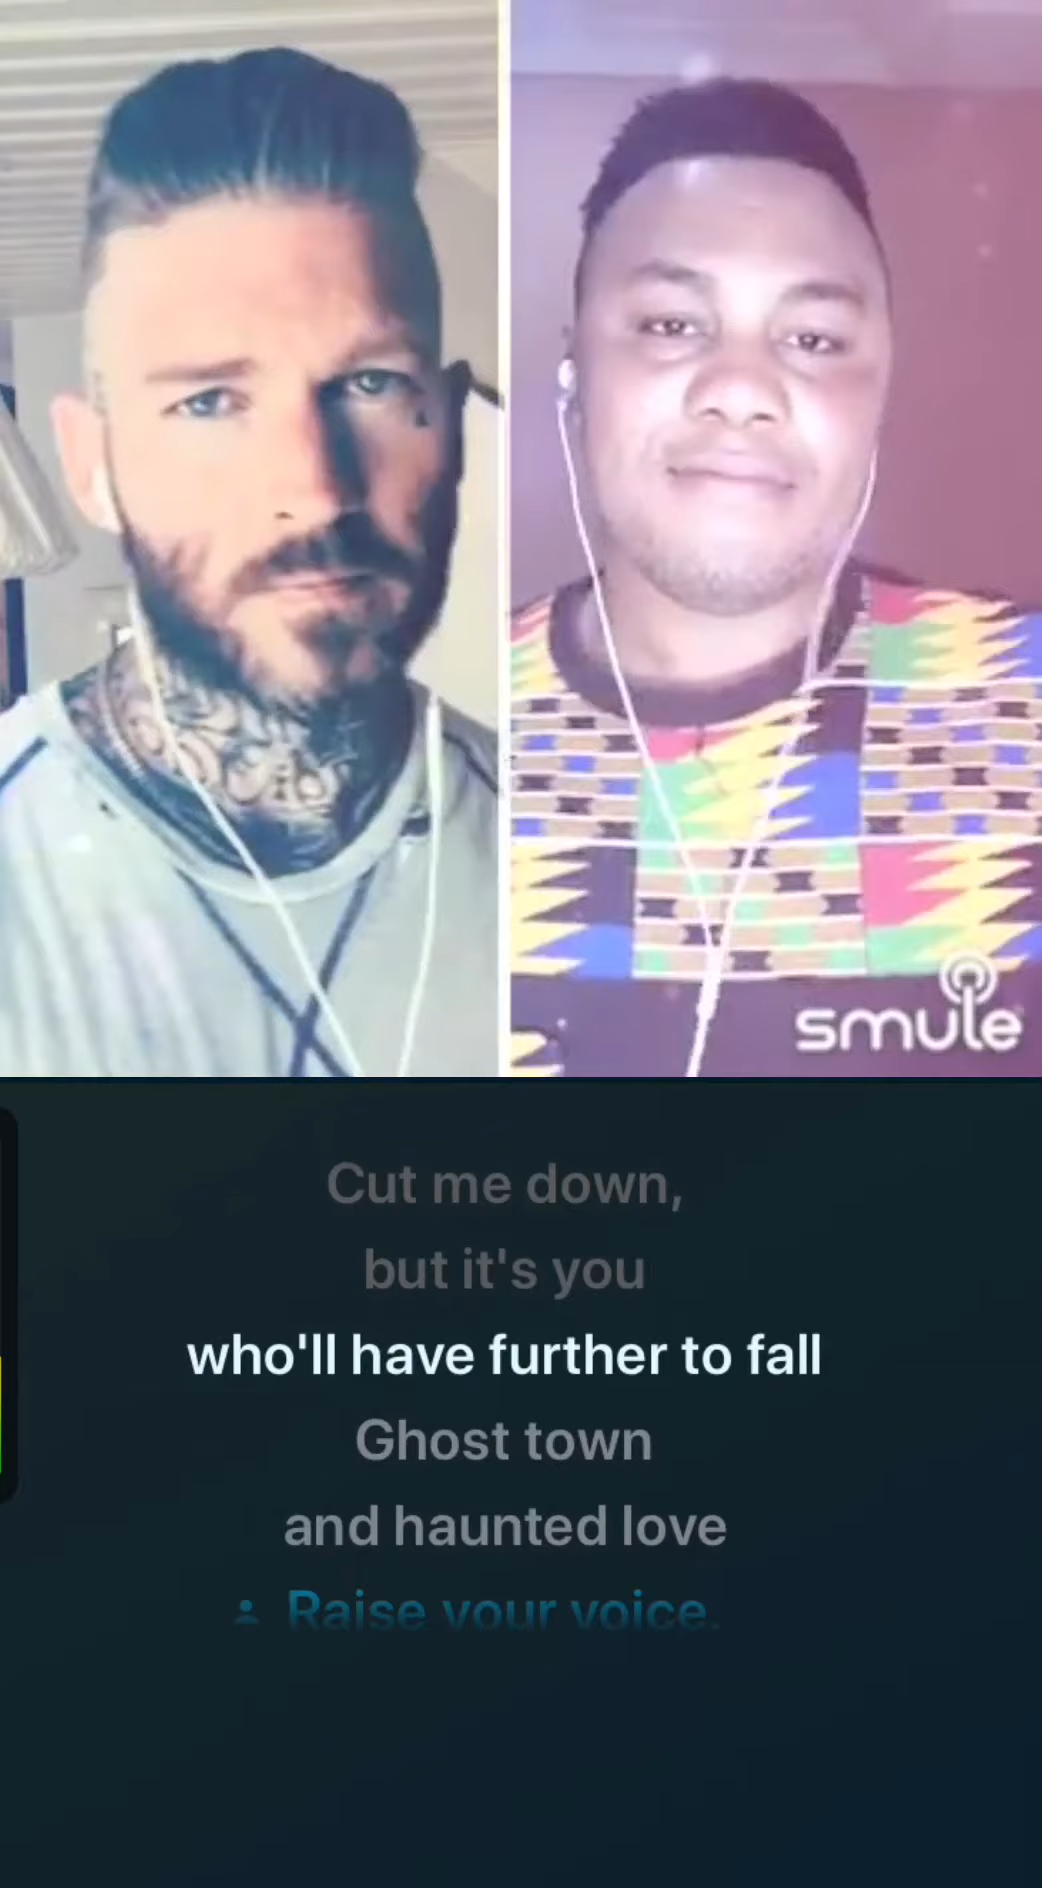 smule
Cut me down,
but it's you
who'll have further to fall
Ghost town
and haunted love
Raise your voice,